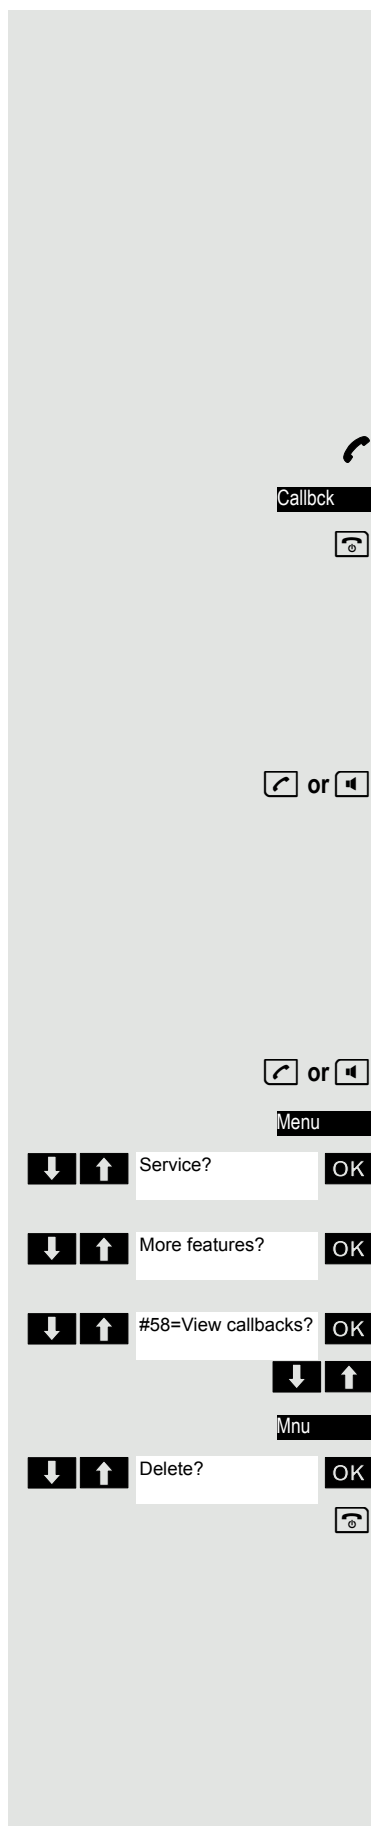 Callbck
or
or
Menu
Service? OK
More features? OK
#58=View callbacks? OK
Mnu
Delete? OK